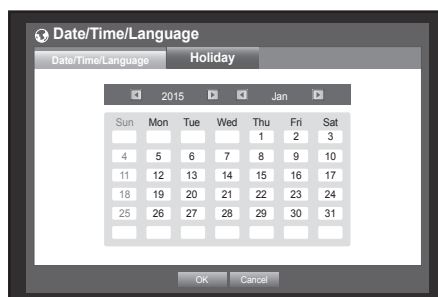 Date/Time/Language
Date/Time/Language Holiday
2015 Jan
Sun Mon Tue Wed Thu Fri Sat
1 2 3
4 5 6 7 8 9 10
11 12 13 14 15 16 17
18 19 20 21 22 23 24
25 26 27 28 29 30 31
OK Cancel